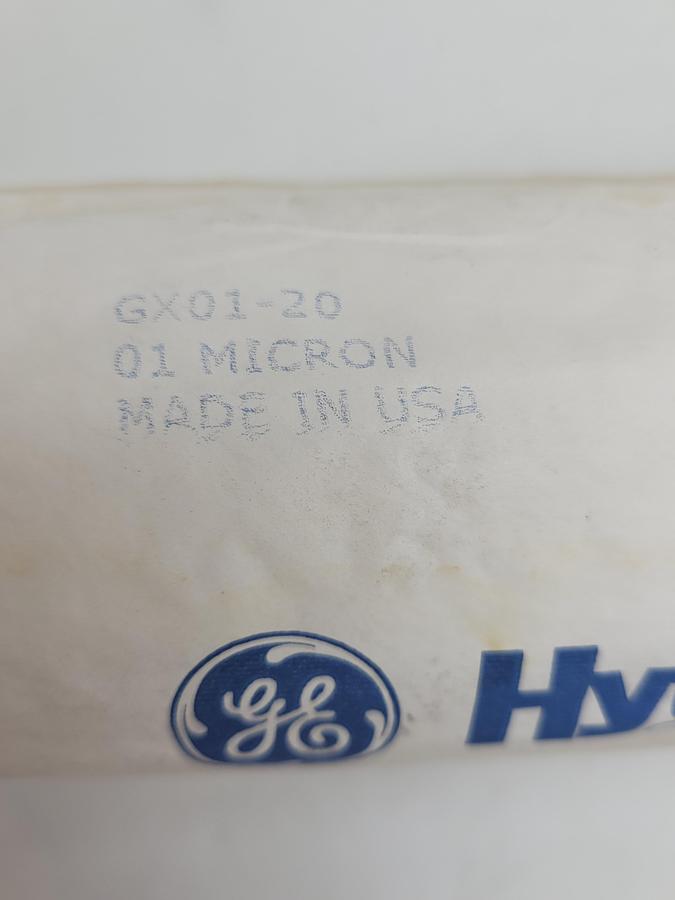 GX01-20
01 MICRON
MADE IN USA
GE Hy